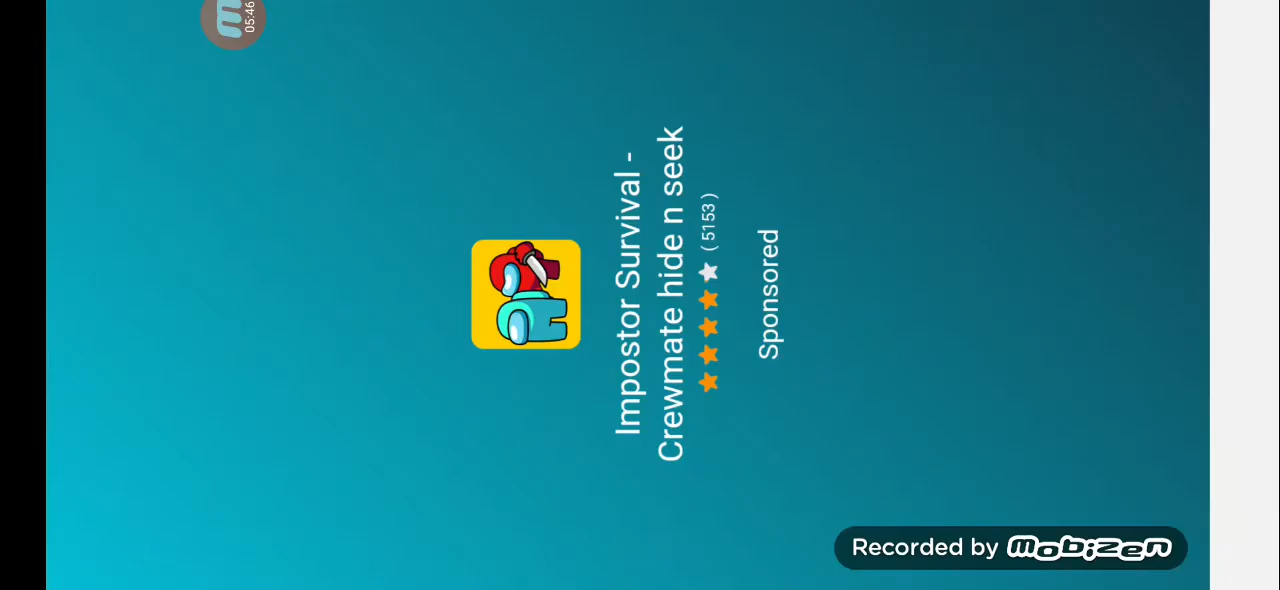 05:46
Impostor Survival -
Crewmate hide n seek
( 5153 )
Sponsored
Recorded by mobizen